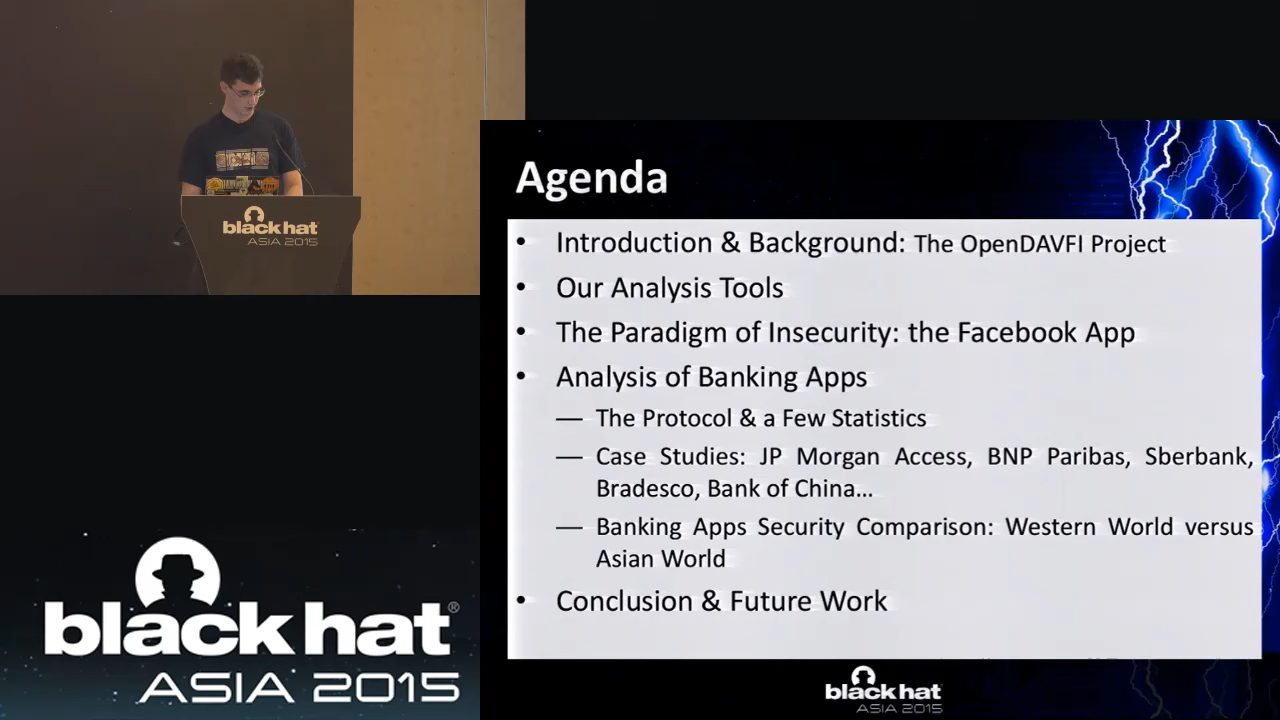 black hat
ASIA 2015
Agenda
• Introduction & Background: The OpenDAVFI Project
• Our Analysis Tools
• The Paradigm of Insecurity: the Facebook App
• Analysis of Banking Apps
— The Protocol & a Few Statistics
— Case Studies: JP Morgan Access, BNP Paribas, Sberbank,
Bradesco, Bank of China...
— Banking Apps Security Comparison: Western World versus
Asian World
• Conclusion & Future Work
black hat®
ASIA 2015
black hat
ASIA 2015